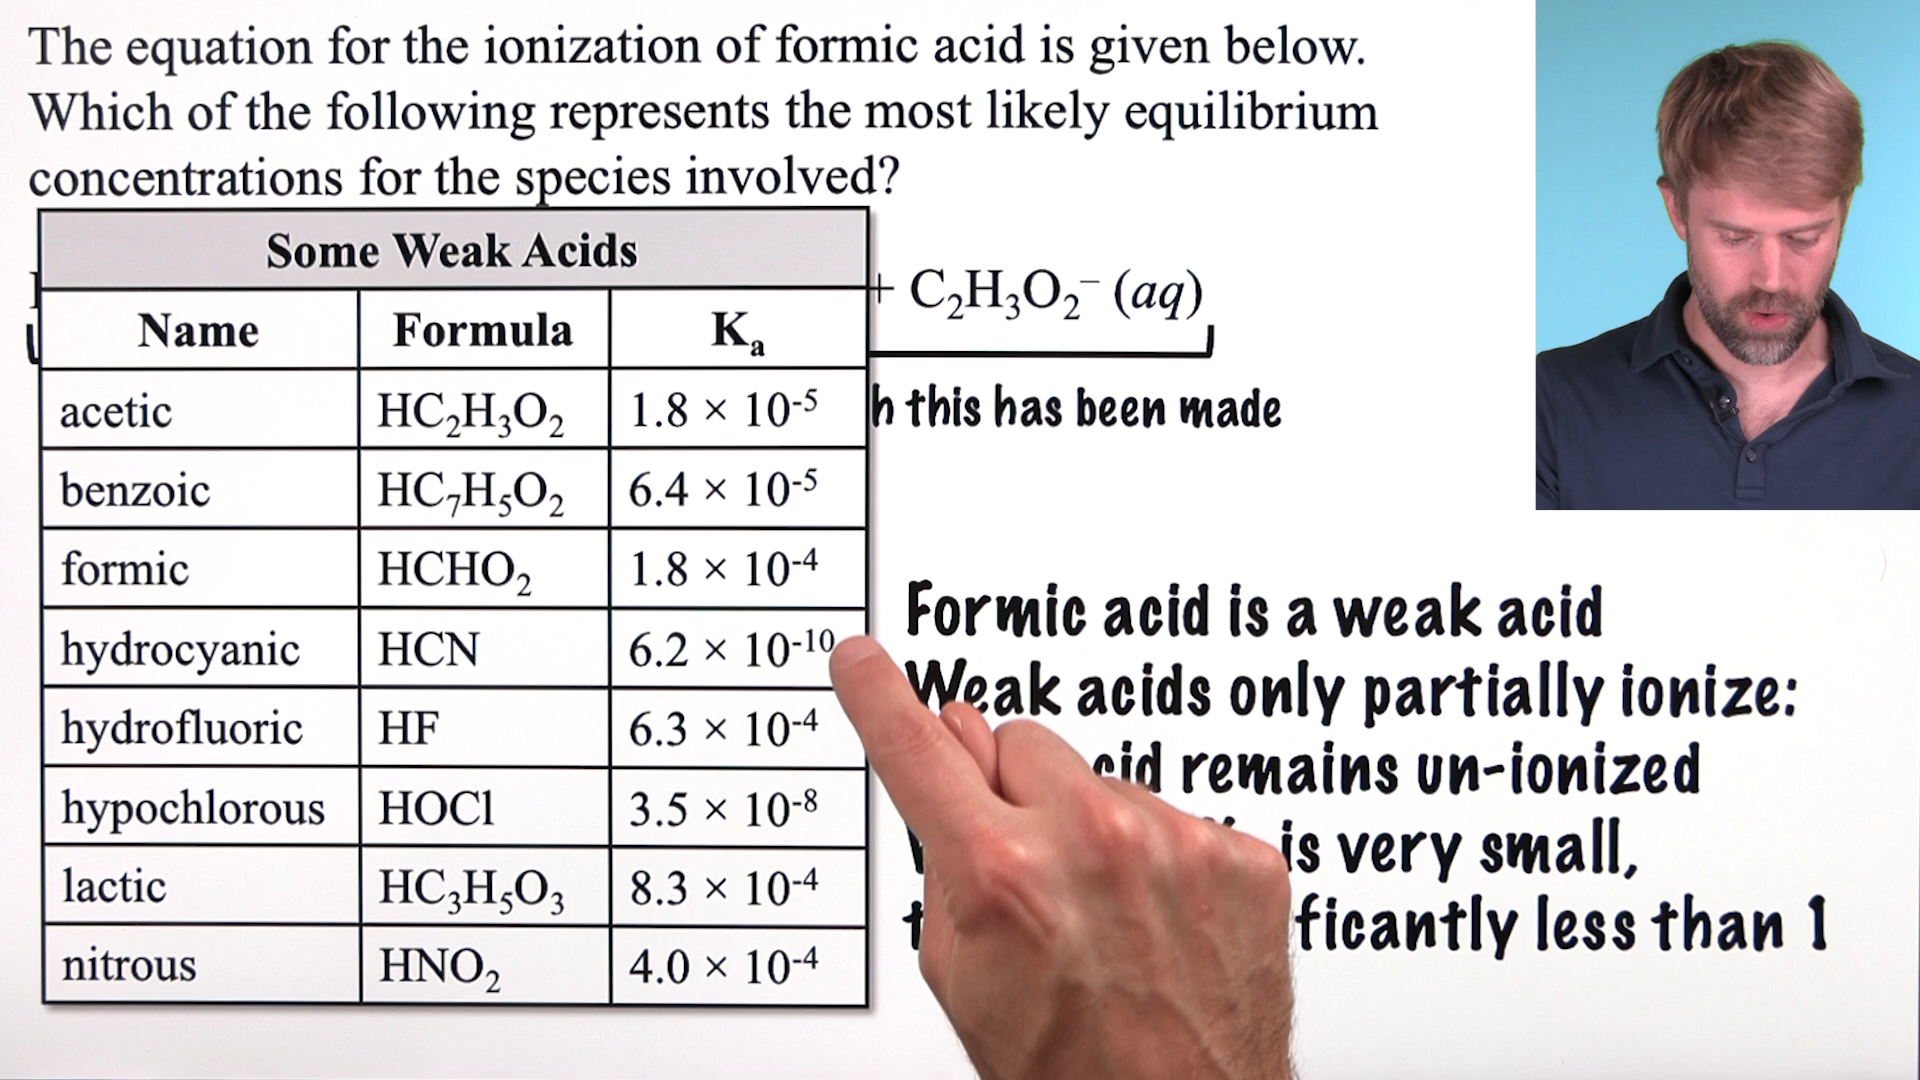 The equation for the ionization of formic acid is given below.
Which of the following represents the most likely equilibrium
concentrations for the species involved?
+ C₂H₃O₂⁻ (aq)
this has been made
Some Weak Acids
Name Formula Kₐ
acetic HC₂H₃O₂ 1.8 × 10⁻⁵
benzoic HC₇H₅O₂ 6.4 × 10⁻⁵
formic HCHO₂ 1.8 × 10⁻⁴
hydrocyanic HCN 6.2 × 10⁻¹⁰
hydrofluoric HF 6.3 × 10⁻⁴
hypochlorous HOCl 3.5 × 10⁻⁸
lactic HC₃H₅O₃ 8.3 × 10⁻⁴
nitrous HNO₂ 4.0 × 10⁻⁴
Formic acid is a weak acid
Weak acids only partially ionize:
remains un-ionized
is very small,
less than 1